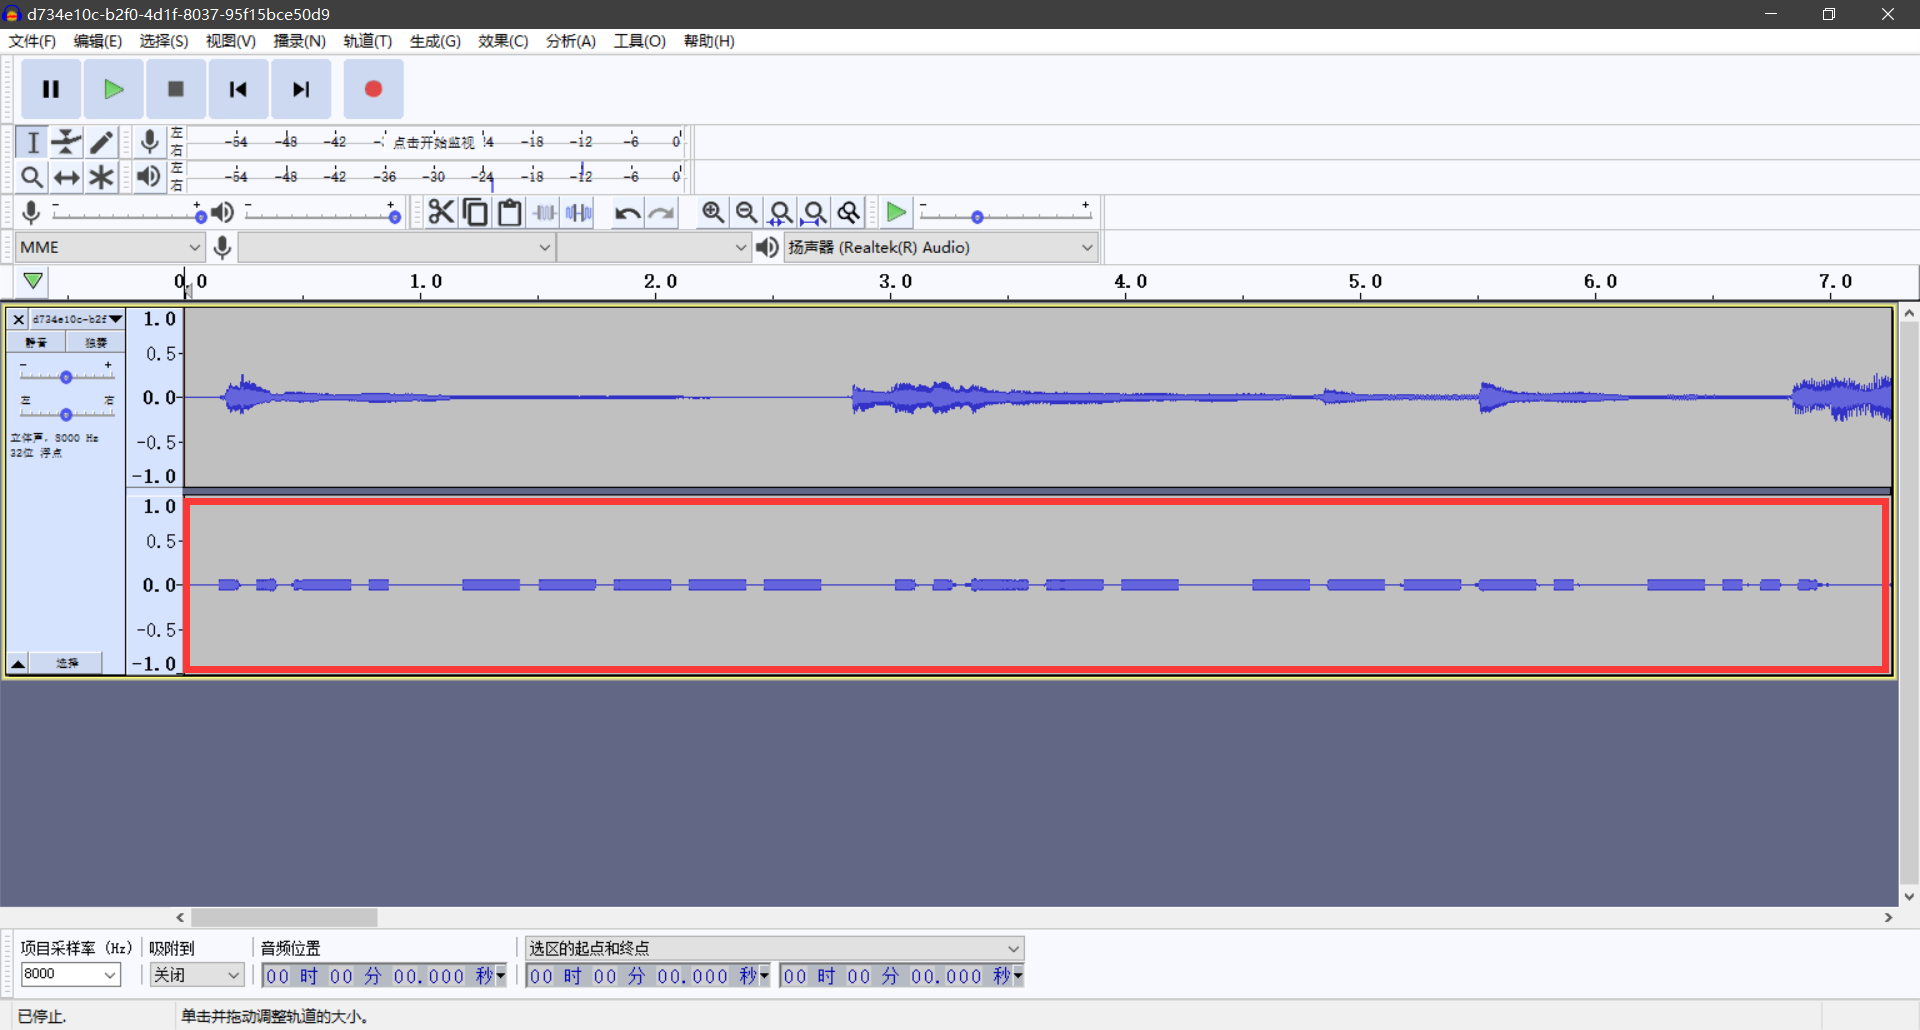 d734e10c-b2f0-4d1f-8037-95f15bce50d9
文件(F) 编辑(E) 选择(S) 视图(V) 播录(N) 轨道(T) 生成(G) 效果(C) 分析(A) 工具(O) 帮助(H)
左
右
-54 -48 -42 点击开始监视 -18 -12 -6 0
左
右
-54 -48 -42 -36 -30 -24 -18 -12 -6 0
- + - + - +
MME 扬声器 (Realtek(R) Audio)
0.0 1.0 2.0 3.0 4.0 5.0 6.0 7.0
d734e10c-b2f
静音 独奏
- +
左 右
立体声, 8000 Hz
32位 浮点
1.0
0.5
0.0
-0.5
-1.0
1.0
0.5
0.0
-0.5
-1.0
选择
项目采样率 (Hz) 吸附到 音频位置 选区的起点和终点
8000 关闭 00 时 00 分 00.000 秒 00 时 00 分 00.000 秒 00 时 00 分 00.000 秒
已停止. 单击并拖动调整轨道的大小。